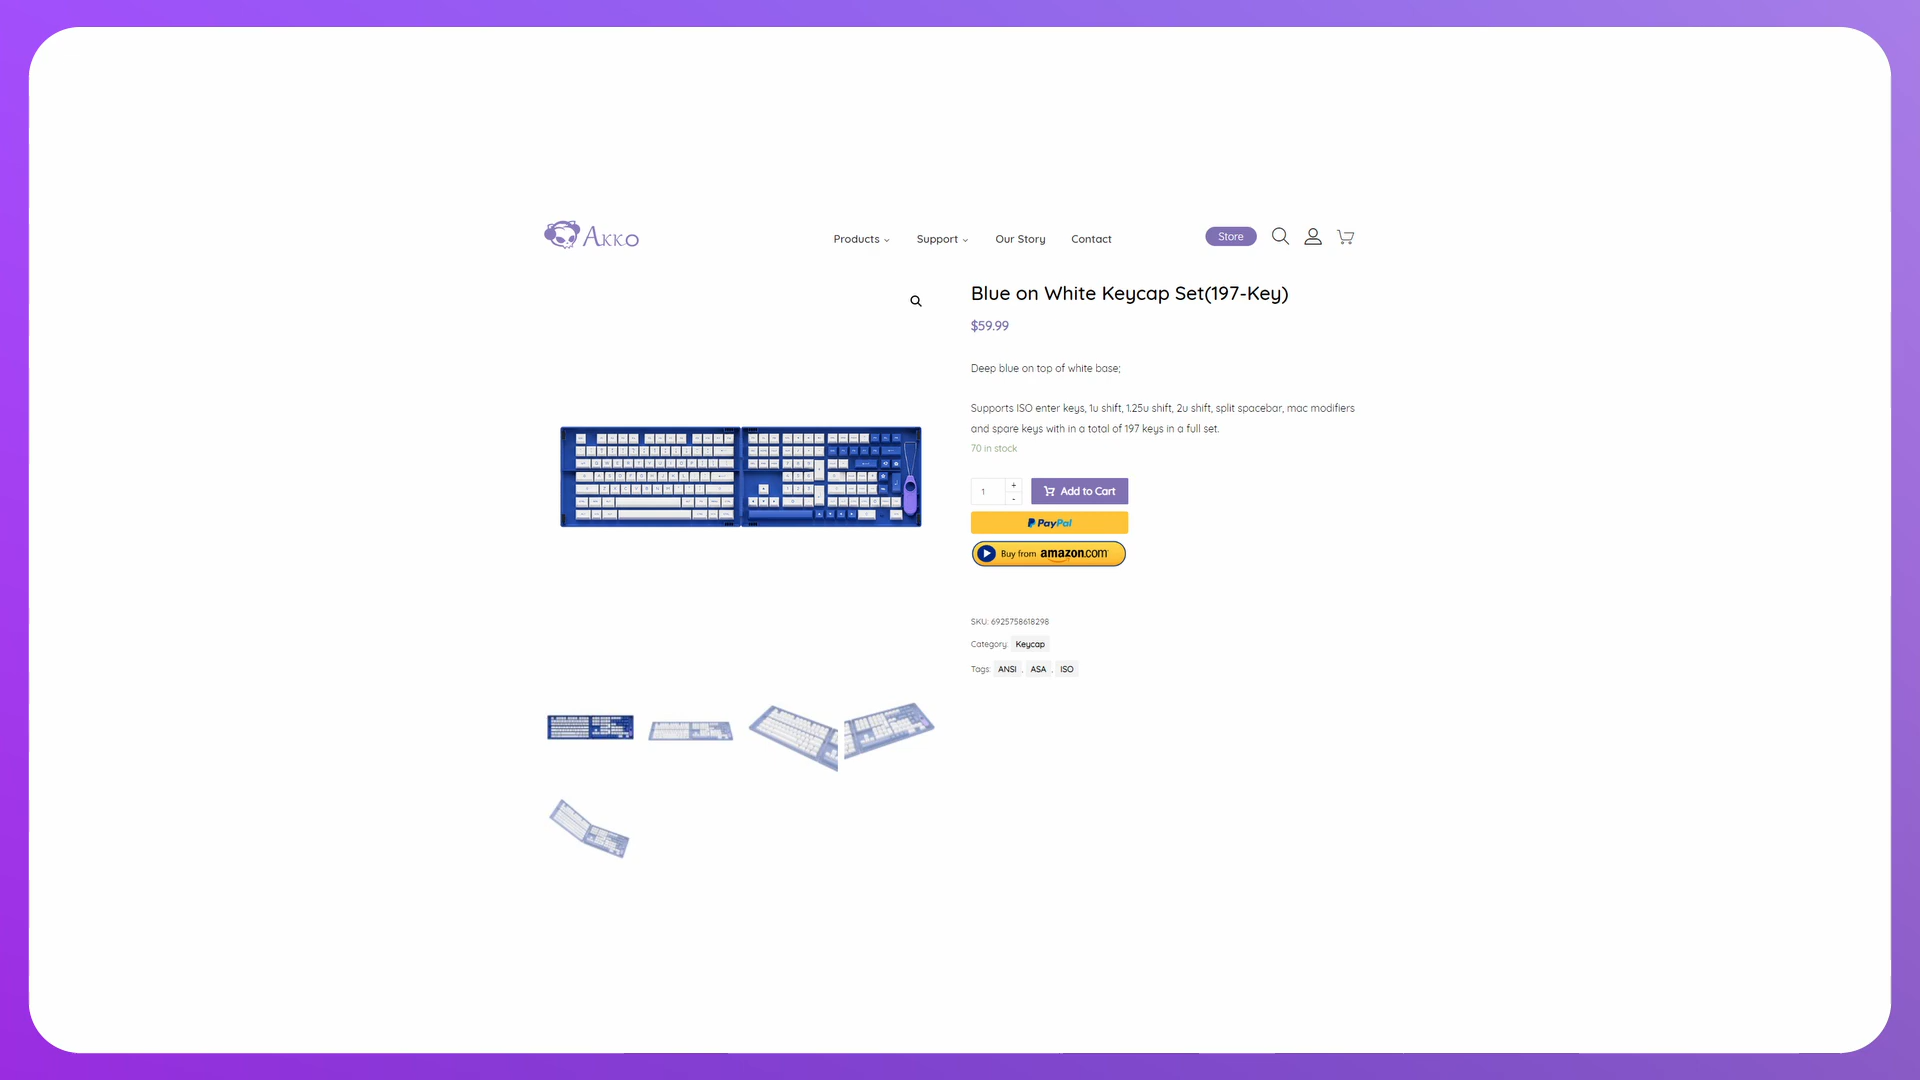 AKKO
Products
Support
Our Story
Contact
Store
Blue on White Keycap Set(197-Key)
$59.99
Deep blue on top of white base;
Supports ISO enter keys, 1u shift, 1.25u shift, 2u shift, split spacebar, mac modifiers
and spare keys with in a total of 197 keys in a full set.
70 in stock
1
+
-
Add to Cart
PayPal
Buy from amazon.com
SKU: 6925758618298
Category: Keycap
Tags: ANSI , ASA , ISO